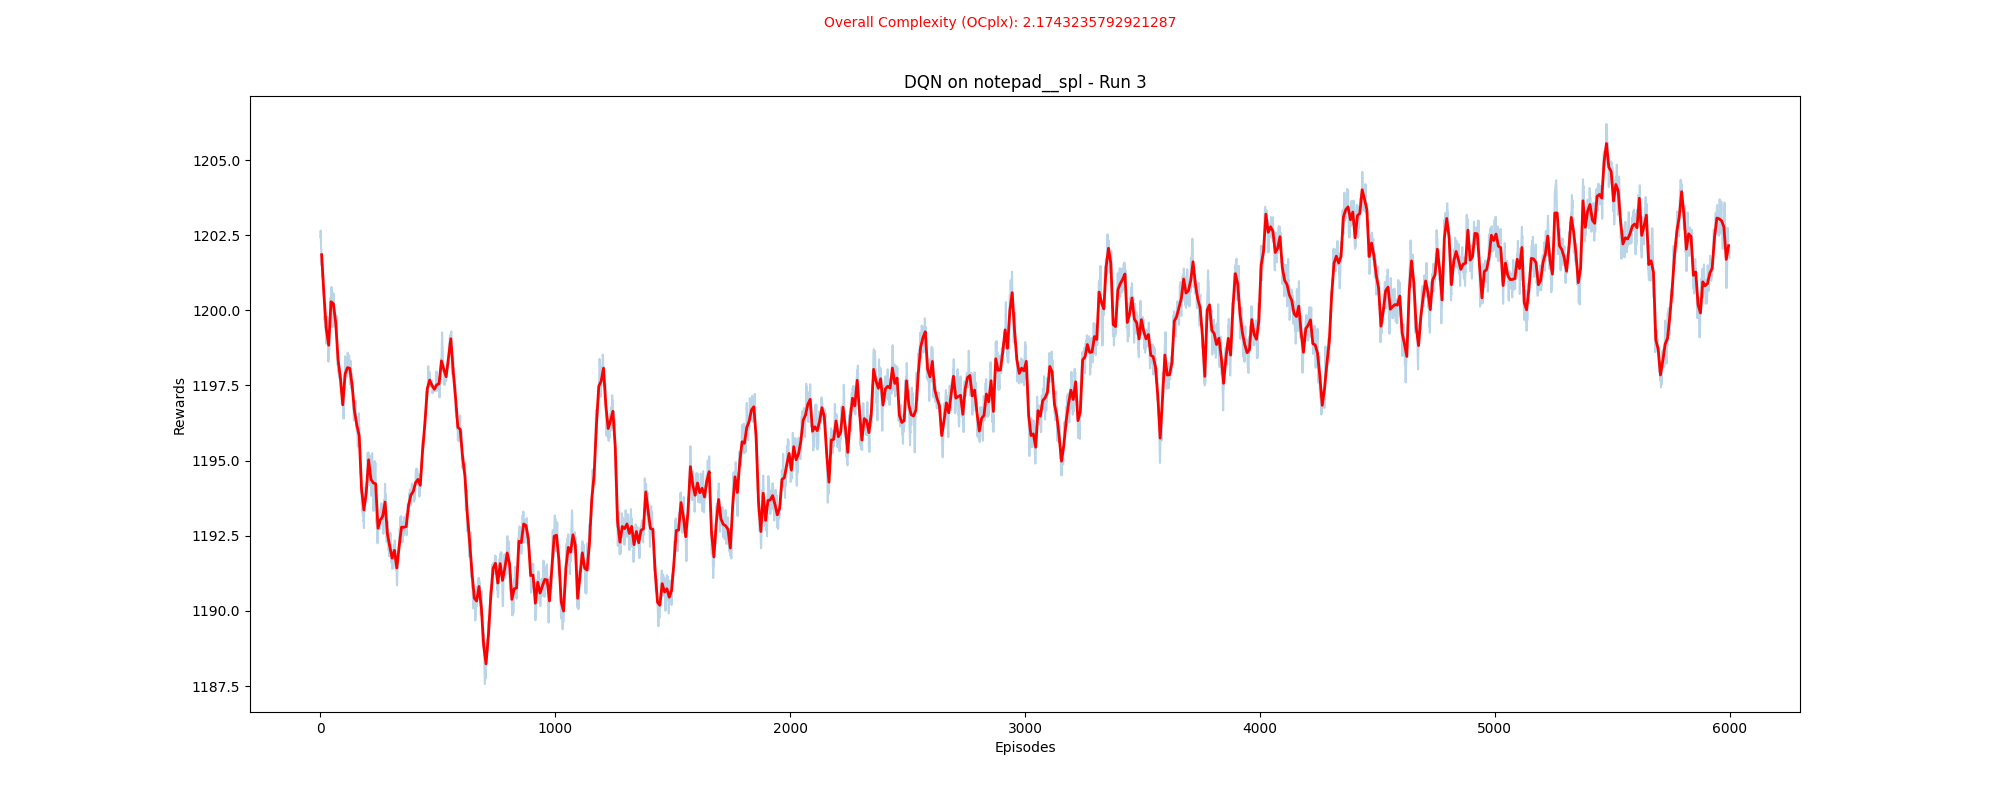 Overall Complexity (OCplx): 2.1743235792921287
DQN on notepad__spl - Run 3
Rewards
1205.0
1202.5
1200.0
1197.5
1195.0
1192.5
1190.0
1187.5
0 1000 2000 3000 4000 5000 6000
Episodes